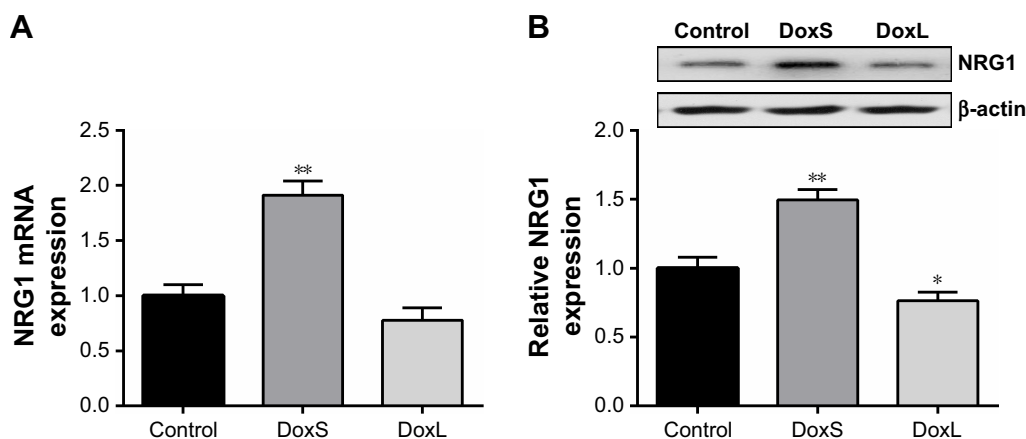 A
NRG1 mRNA
expression
2.5
2.0
1.5
1.0
0.5
0.0
**
Control
DoxS
DoxL
B
Control
DoxS
DoxL
NRG1
β-actin
Relative NRG1
expression
2.0
1.5
1.0
0.5
0.0
**
*
Control
DoxS
DoxL